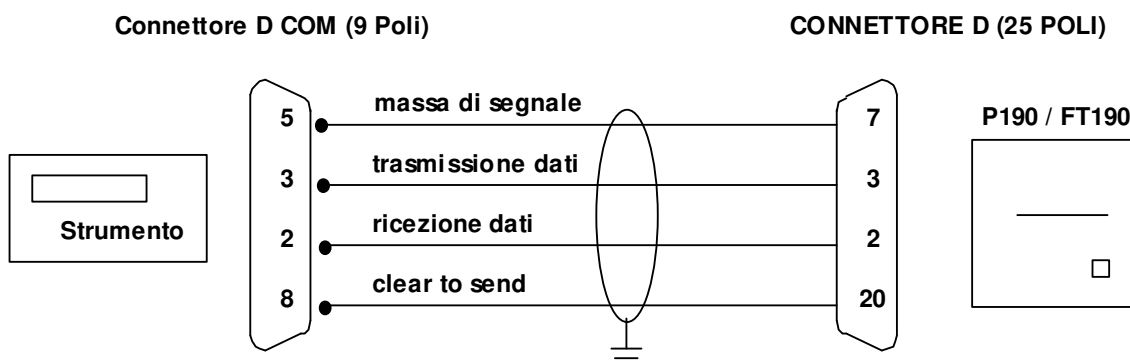 Connettore D COM (9 Poli)
CONNETTORE D (25 POLI)
P190 / FT190
Strumento
5
massa di segnale
7
3
trasmissione dati
3
2
ricezione dati
2
8
clear to send
20